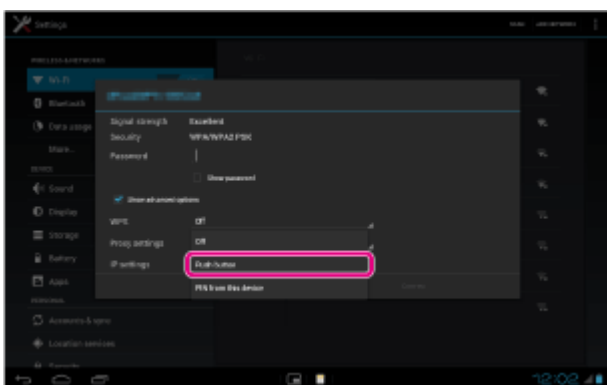 Settings
WIRELESS & NETWORKS
Wi-Fi
Bluetooth
Data usage
More...
DEVICE
Sound
Display
Storage
Battery
Apps
PERSONAL
Accounts & sync
Location services
Security
Signal strength Excellent
Security WPA/WPA2 PSK
Password
Show password
Show advanced options
WPS Off
Proxy settings Off
IP settings Push button
PIN from this device
12:02